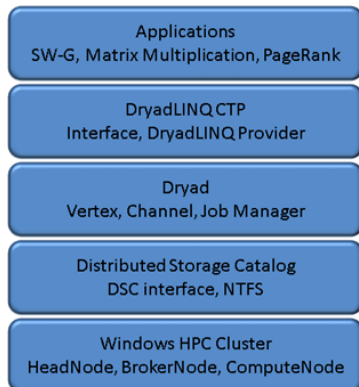 Applications
SW-G, Matrix Multiplication, PageRank
DryadLINQ CTP
Interface, DryadLINQ Provider
Dryad
Vertex, Channel, Job Manager
Distributed Storage Catalog
DSC interface, NTFS
Windows HPC Cluster
HeadNode, BrokerNode, ComputeNode